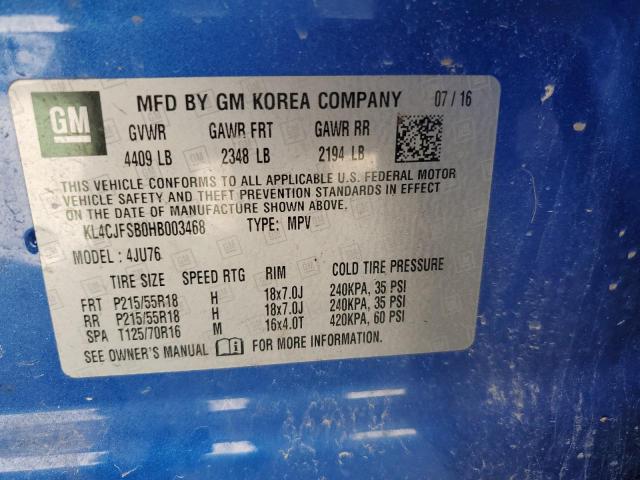 GM MFD BY GM KOREA COMPANY 07 / 16
GVWR GAWR FRT GAWR RR
4409 LB 2348 LB 2194 LB
THIS VEHICLE CONFORMS TO ALL APPLICABLE U.S. FEDERAL MOTOR
VEHICLE SAFETY AND THEFT PREVENTION STANDARDS IN EFFECT
ON THE DATE OF MANUFACTURE SHOWN ABOVE.
KL4CJFSB0HB003468 TYPE: MPV
MODEL: 4JU76
TIRE SIZE SPEED RTG RIM COLD TIRE PRESSURE
FRT P215/55R18 H 18x7.0J 240KPA, 35 PSI
RR P215/55R18 H 18x7.0J 240KPA, 35 PSI
SPA T125/70R16 M 16x4.0T 420KPA, 60 PSI
SEE OWNER'S MANUAL FOR MORE INFORMATION.